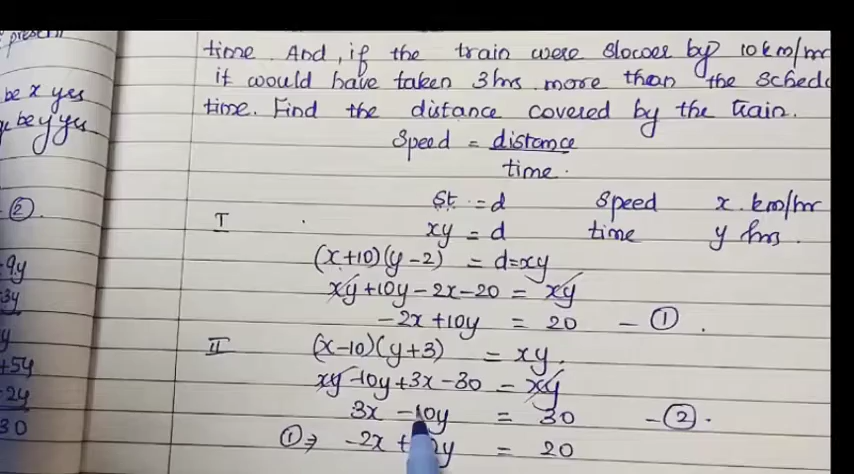 present
be x yes
be y yrs
②
-9y
-3y
y
+5y
-2y
30
time. And, if the train were slower by 10 km/hr
it would have taken 3 hrs more than the sched
time. Find the distance covered by the train.
Speed = distance
time.
St = d Speed x km/hr
I xy = d time y hrs.
(x+10)(y-2) = d=xy
xy+10y-2x-20 = xy
-2x+10y = 20 - ①.
II (x-10)(y+3) = xy.
xy-10y+3x-30 = xy
3x -10y = 30 - ②.
①⇒ -2x + y = 20